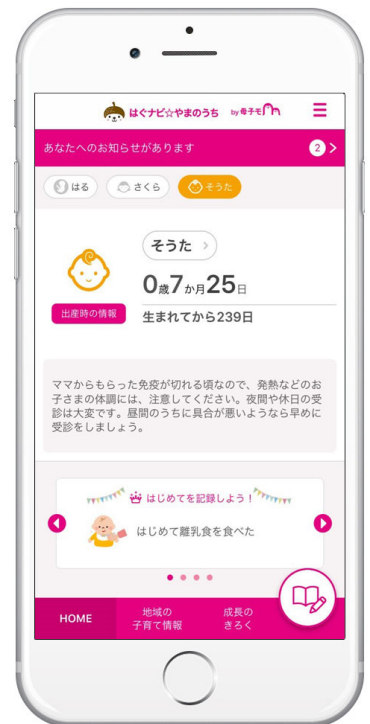 はぐナビ☆やまのうち by 母子モ
あなたへのお知らせがあります 2
はる さくら そうた
そうた
0歳7か月25日
出産時の情報
生まれてから239日
ママからもらった免疫が切れる頃なので、発熱などのお
子さまの体調には、注意してください。夜間や休日の受
診は大変です。昼間のうちに具合が悪いようなら早めに
受診をしましょう。
はじめてを記録しよう!
はじめて離乳食を食べた
HOME
地域の
子育て情報
成長の
きろく